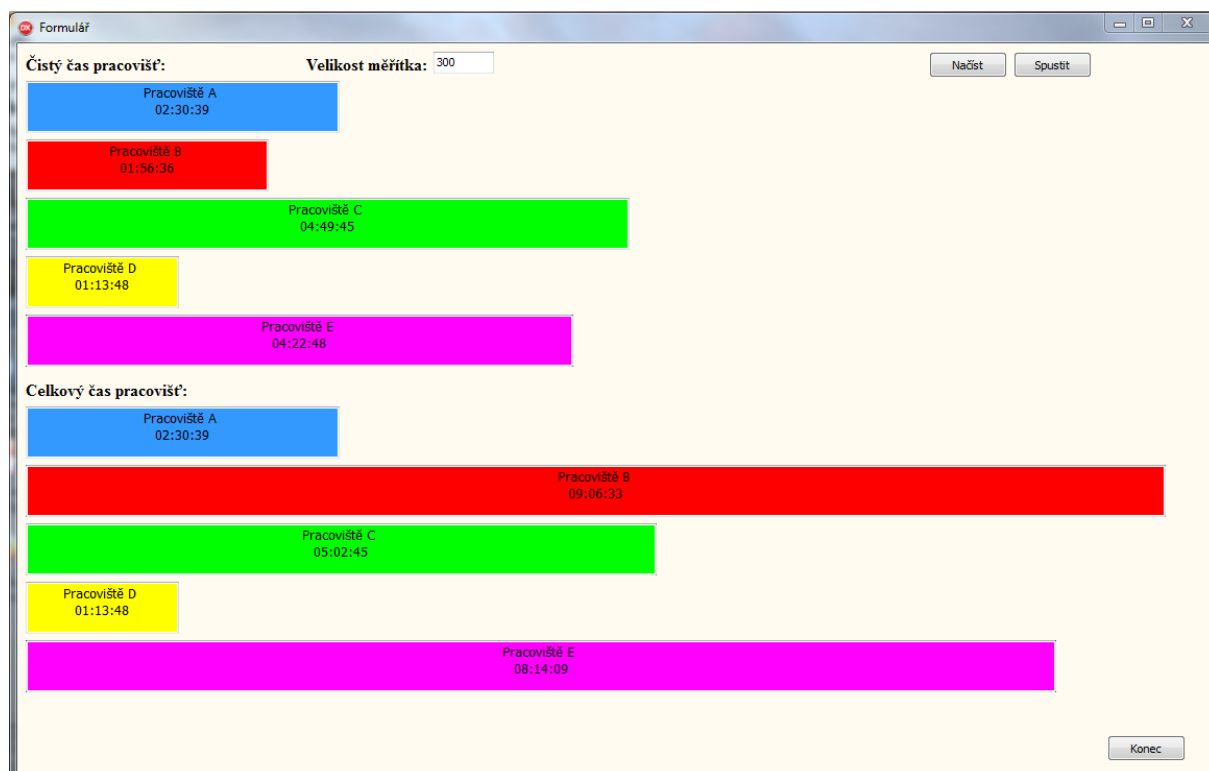 DX Formulář
Čistý čas pracovišť: Velikost měřítka: 300 Načíst Spustit
Pracoviště A
02:30:39
Pracoviště B
01:56:36
Pracoviště C
04:49:45
Pracoviště D
01:13:48
Pracoviště E
04:22:48
Celkový čas pracovišť:
Pracoviště A
02:30:39
Pracoviště B
09:06:33
Pracoviště C
05:02:45
Pracoviště D
01:13:48
Pracoviště E
08:14:09
Konec